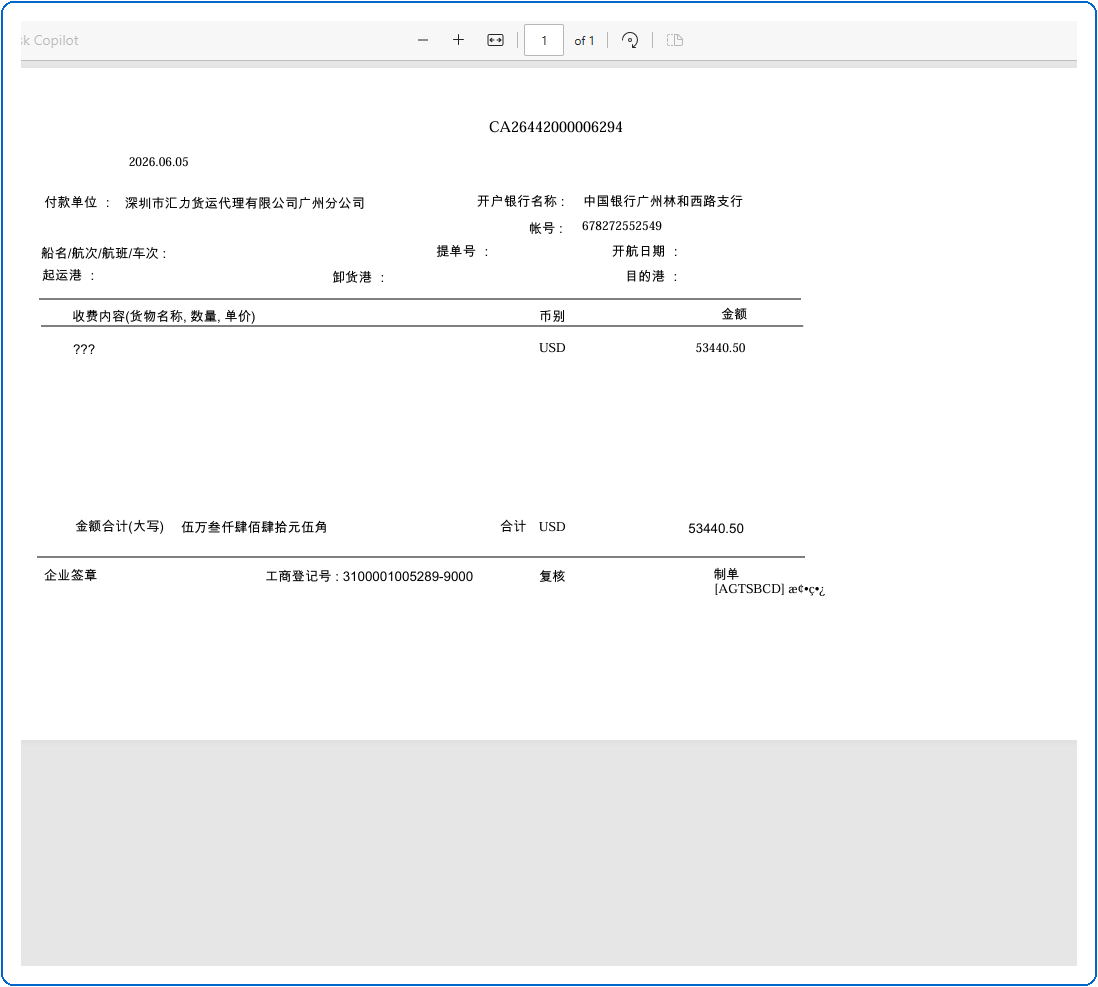 sk Copilot
1 of 1
CA26442000006294
2026.06.05
付款单位 : 深圳市汇力货运代理有限公司广州分公司 开户银行名称 : 中国银行广州林和西路支行
帐号 : 678272552549
船名/航次/航班/车次 : 提单号 : 开航日期 :
起运港 : 卸货港 : 目的港 :
收费内容(货物名称, 数量, 单价) 币别 金额
??? USD 53440.50
金额合计(大写) 伍万叁仟肆佰肆拾元伍角 合计 USD 53440.50
企业签章 工商登记号 : 3100001005289-9000 复核 制单
[AGTSBCD] æ¢•ç•¿